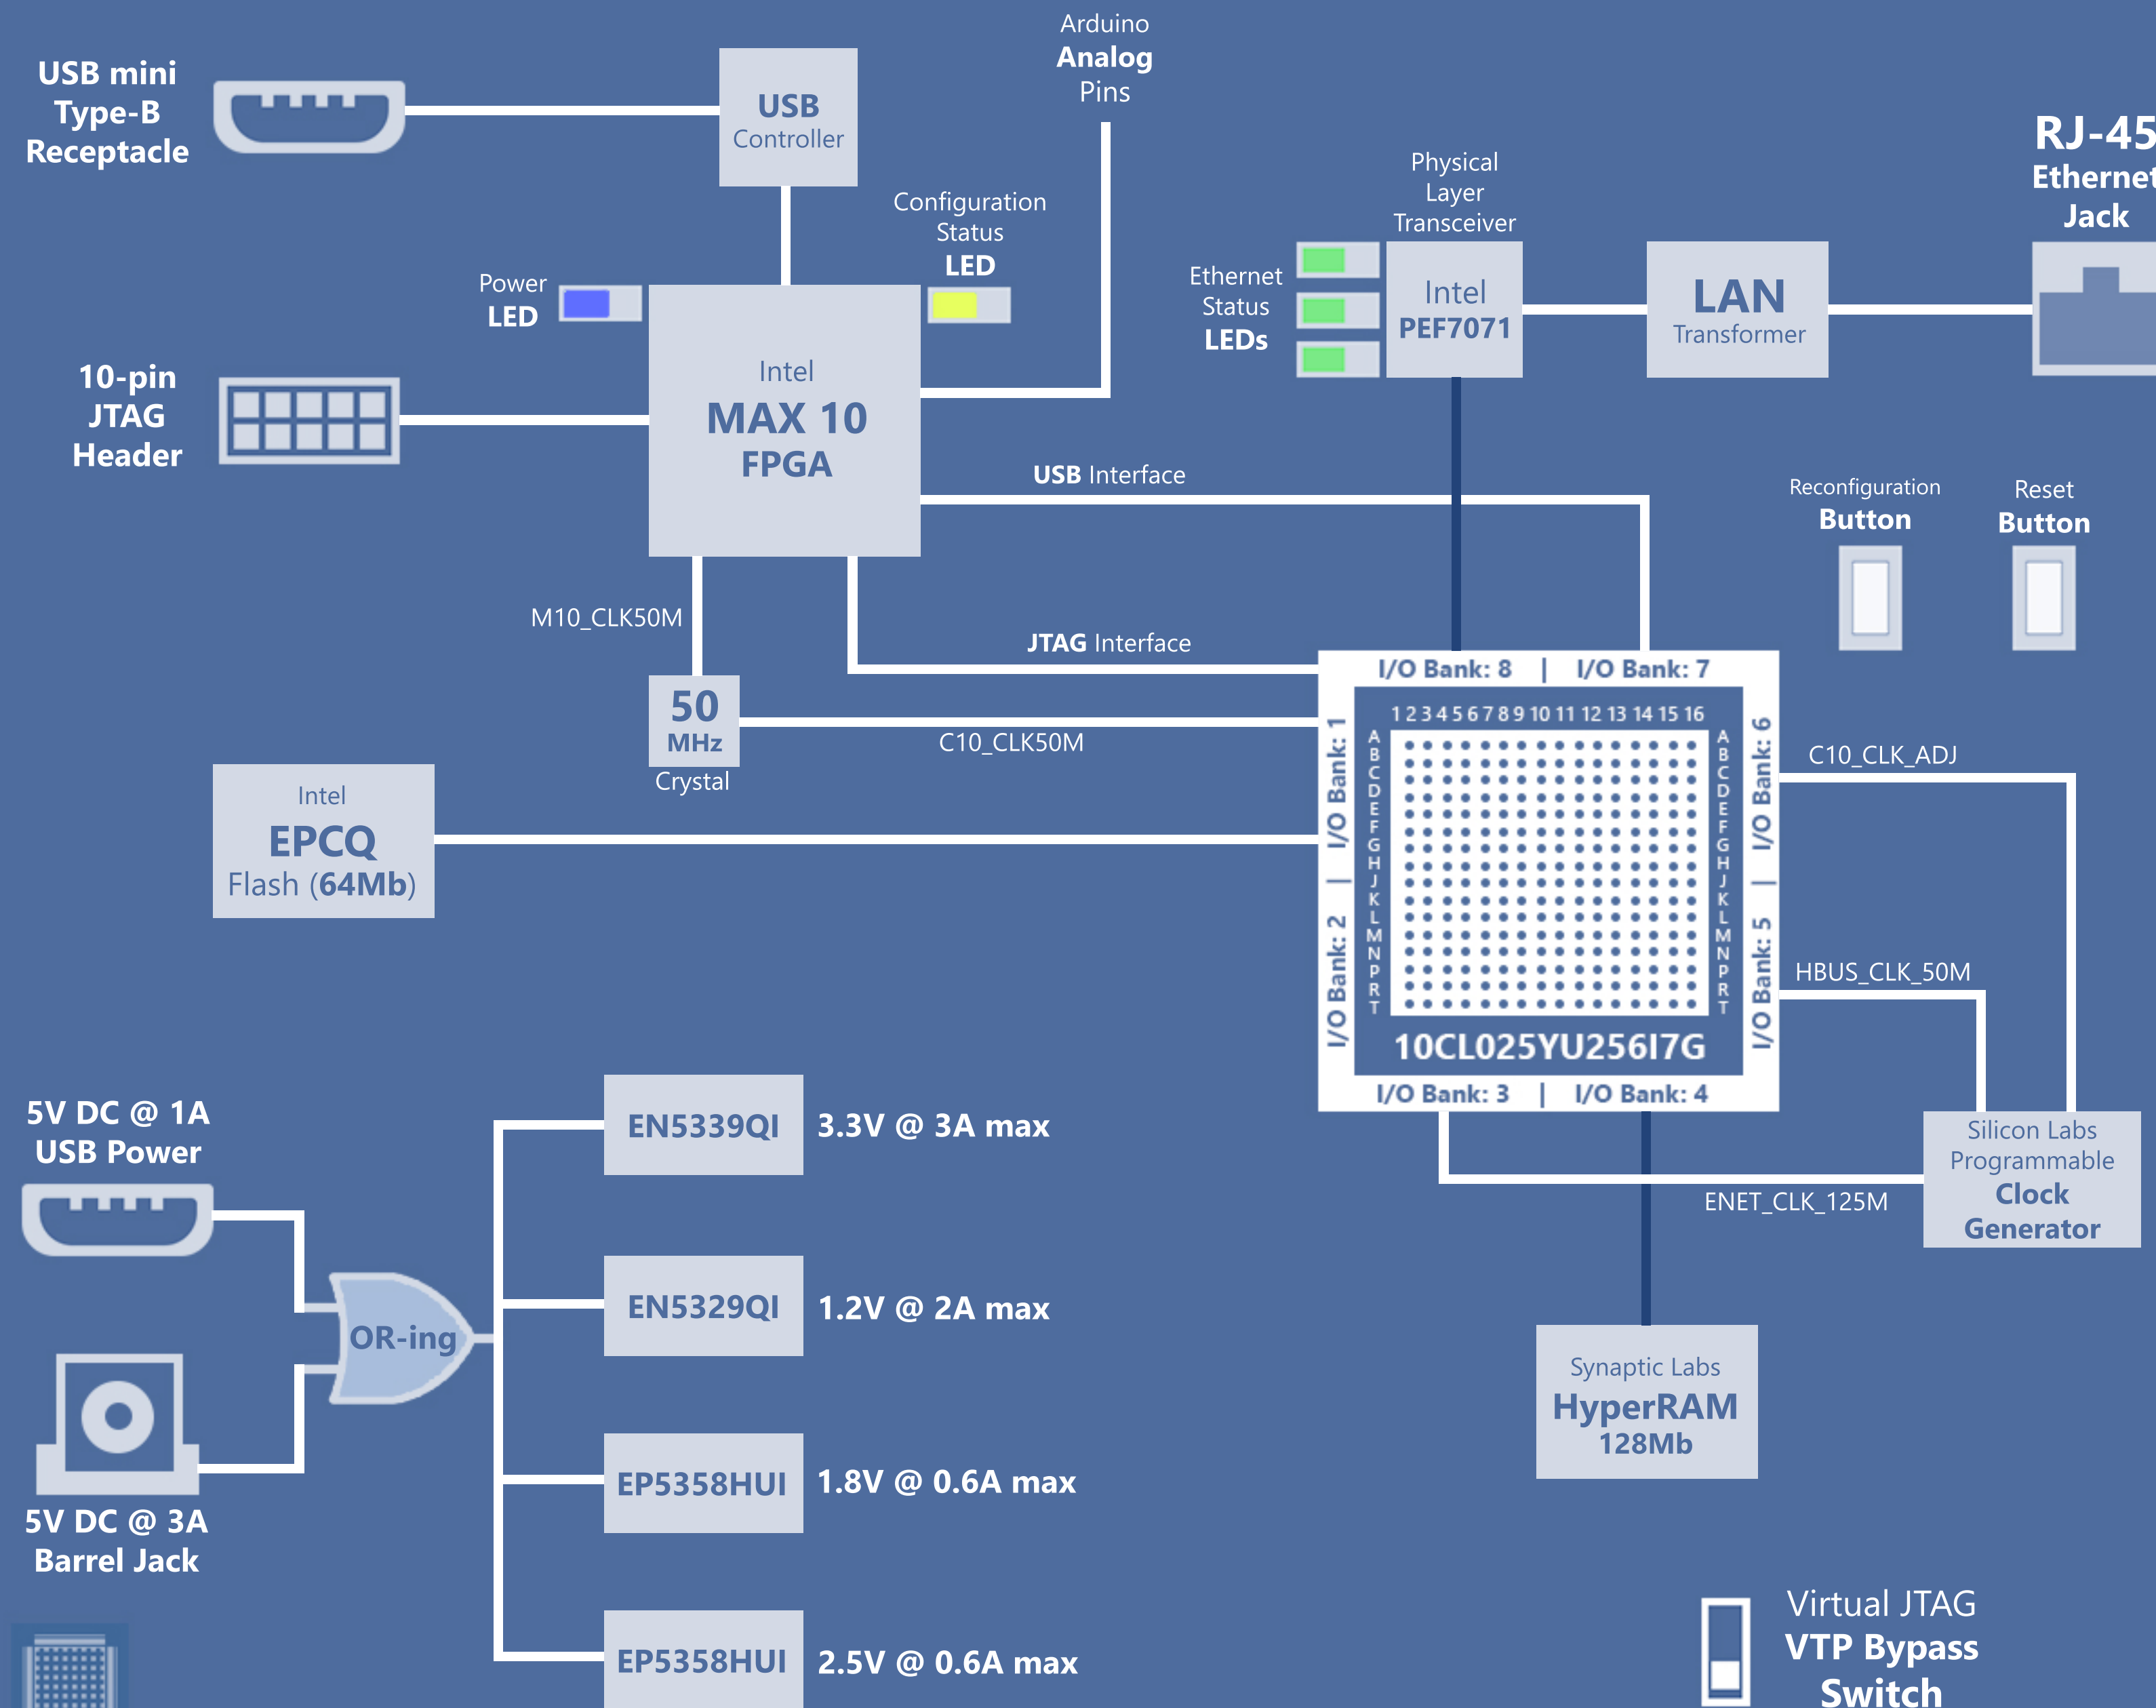 Arduino
Analog
Pins
USB mini
Type-B
Receptacle
USB
Controller
RJ-45
Ethernet
Jack
Physical
Layer
Transceiver
Configuration
Status
LED
Power
LED
Ethernet
Status
LEDs
Intel
PEF7071
LAN
Transformer
10-pin
JTAG
Header
Intel
MAX 10
FPGA
USB Interface
Reconfiguration
Button
Reset
Button
M10_CLK50M
JTAG Interface
50
MHz
Crystal
C10_CLK50M
I/O Bank: 8 | I/O Bank: 7
1 2 3 4 5 6 7 8 9 10 11 12 13 14 15 16
I/O Bank: 2 | I/O Bank: 1
A
B
C
D
E
F
G
H
J
K
L
M
N
P
R
T
A
B
C
D
E
F
G
H
J
K
L
M
N
P
R
T
I/O Bank: 5 | I/O Bank: 6
10CL025YU256I7G
I/O Bank: 3 | I/O Bank: 4
C10_CLK_ADJ
HBUS_CLK_50M
Intel
EPCQ
Flash (64Mb)
5V DC @ 1A
USB Power
OR-ing
5V DC @ 3A
Barrel Jack
EN5339QI 3.3V @ 3A max
EN5329QI 1.2V @ 2A max
EP5358HUI 1.8V @ 0.6A max
EP5358HUI 2.5V @ 0.6A max
Silicon Labs
Programmable
Clock
Generator
ENET_CLK_125M
Synaptic Labs
HyperRAM
128Mb
Virtual JTAG
VTP Bypass
Switch